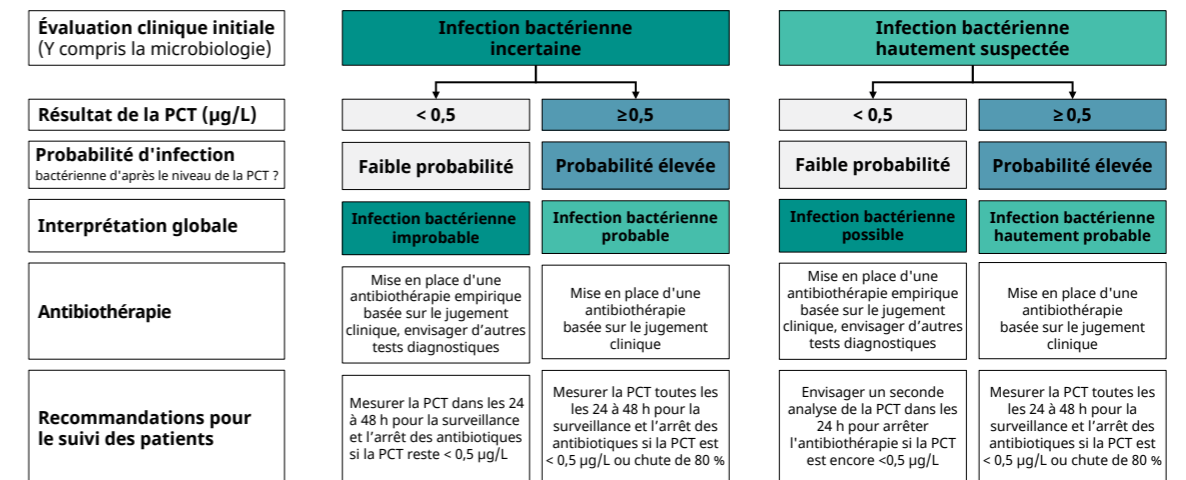 Évaluation clinique initiale
(Y compris la microbiologie)
Infection bactérienne
incertaine
Infection bactérienne
hautement suspectée
Résultat de la PCT (µg/L)
< 0,5
≥0,5
< 0,5
≥ 0,5
Probabilité d'infection
bactérienne d'après le niveau de la PCT ?
Faible probabilité
Probabilité élevée
Faible probabilité
Probabilité élevée
Interprétation globale
Infection bactérienne
improbable
Infection bactérienne
probable
Infection bactérienne
possible
Infection bactérienne
hautement probable
Antibiothérapie
Mise en place d'une
antibiothérapie empirique
basée sur le jugement
clinique, envisager d’autres
tests diagnostiques
Mise en place d'une
antibiothérapie
basée sur le jugement
clinique
Mise en place d'une
antibiothérapie empirique
basée sur le jugement
clinique, envisager d’autres
tests diagnostiques
Mise en place d'une
antibiothérapie
basée sur le jugement
clinique
Recommandations pour
le suivi des patients
Mesurer la PCT dans les 24
à 48 h pour la surveillance
et l’arrêt des antibiotiques
si la PCT reste < 0,5 µg/L
Mesurer la PCT toutes les
les 24 à 48 h pour la
surveillance et l’arrêt des
antibiotiques si la PCT est
< 0,5 µg/L ou chute de 80 %
Envisager un seconde
analyse de la PCT dans les
24 h pour arrêter
l'antibiothérapie si la PCT
est encore <0,5 µg/L
Mesurer la PCT toutes les
les 24 à 48 h pour la
surveillance et l’arrêt des
antibiotiques si la PCT est
< 0,5 µg/L ou chute de 80 %